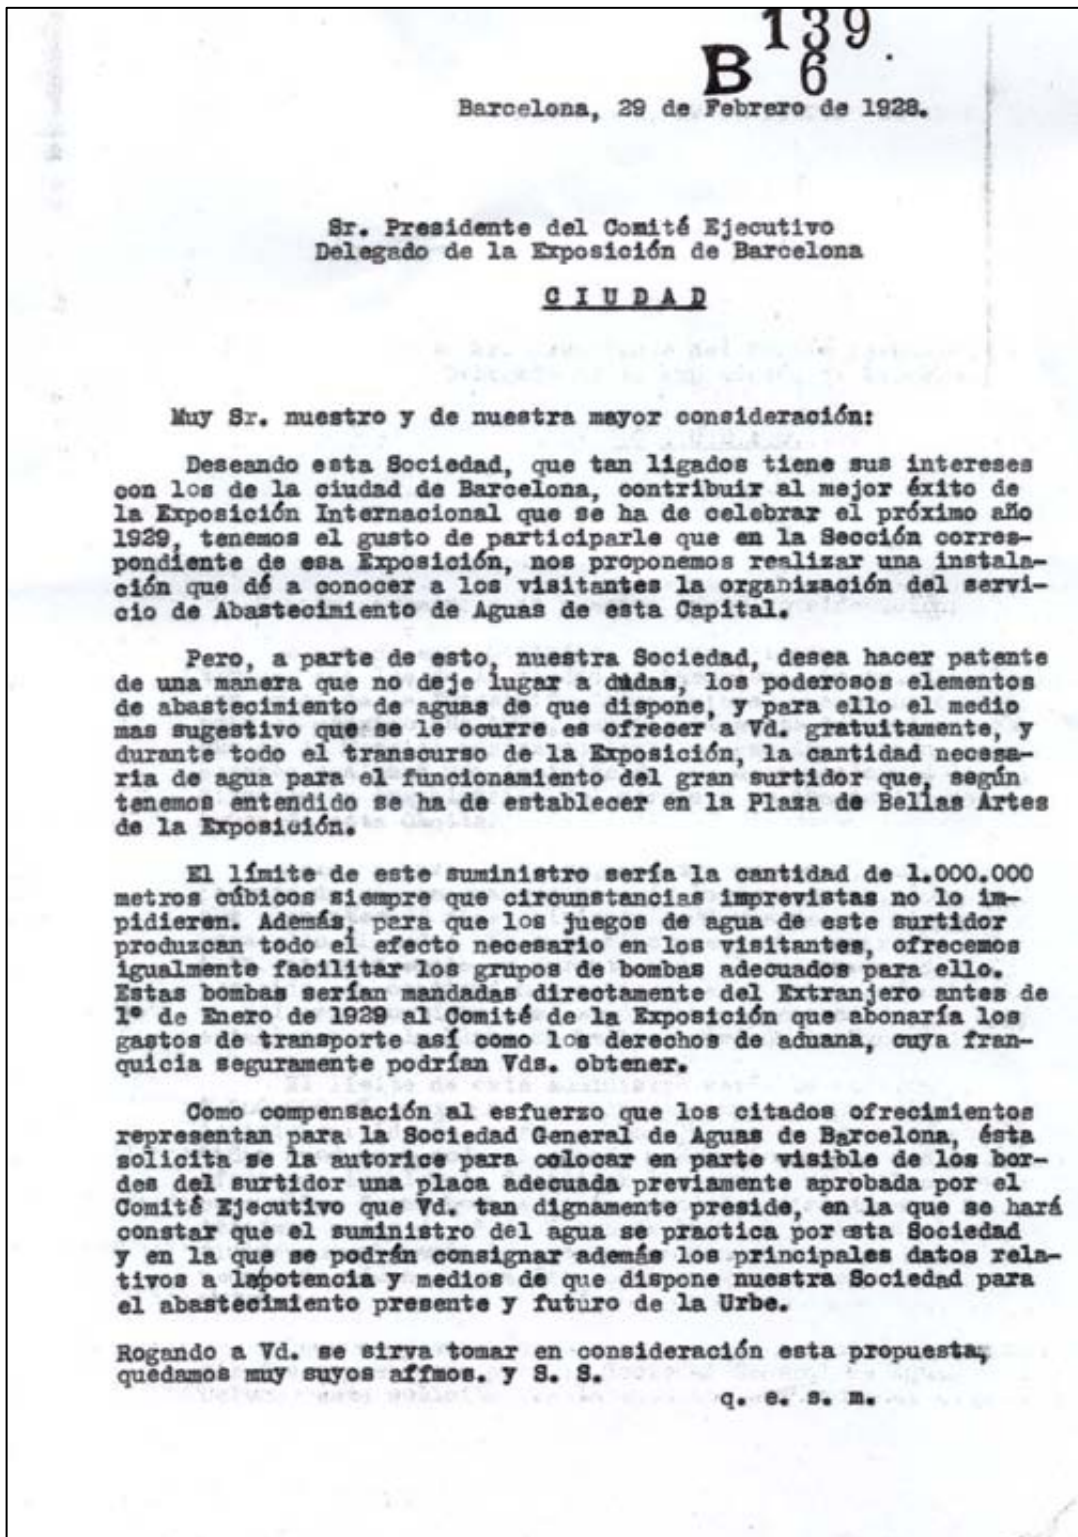 139
B 6
Barcelona, 29 de Febrero de 1928.
Sr. Presidente del Comité Ejecutivo
Delegado de la Exposición de Barcelona
C I U D A D
Muy Sr. nuestro y de nuestra mayor consideración:
Deseando esta Sociedad, que tan ligados tiene sus intereses
con los de la ciudad de Barcelona, contribuir al mejor éxito de
la Exposición Internacional que se ha de celebrar el próximo año
1929, tenemos el gusto de participarle que en la Sección corres-
pondiente de esa Exposición, nos proponemos realizar una instala-
ción que dé a conocer a los visitantes la organización del servi-
cio de Abastecimiento de Aguas de esta Capital.
Pero, a parte de esto, nuestra Sociedad, desea hacer patente
de una manera que no deje lugar a dudas, los poderosos elementos
de abastecimiento de aguas de que dispone, y para ello el medio
mas sugestivo que se le ocurre es ofrecer a Vd. gratuitamente, y
durante todo el transcurso de la Exposición, la cantidad necesa-
ria de agua para el funcionamiento del gran surtidor que, según
tenemos entendido se ha de establecer en la Plaza de Bellas Artes
de la Exposición.
El límite de este suministro sería la cantidad de 1.000.000
metros cúbicos siempre que circunstancias imprevistas no lo im-
pidieren. Además, para que los juegos de agua de este surtidor
produzcan todo el efecto necesario en los visitantes, ofrecemos
igualmente facilitar los grupos de bombas adecuados para ello.
Estas bombas serían mandadas directamente del Extranjero antes de
1º de Enero de 1929 al Comité de la Exposición que abonaría los
gastos de transporte así como los derechos de aduana, cuya fran-
quicia seguramente podrían Vds. obtener.
Como compensación al esfuerzo que los citados ofrecimientos
representan para la Sociedad General de Aguas de Barcelona, ésta
solicita se la autorice para colocar en parte visible de los bor-
des del surtidor una placa adecuada previamente aprobada por el
Comité Ejecutivo que Vd. tan dignamente preside, en la que se hará
constar que el suministro del agua se practica por esta Sociedad
y en la que se podrán consignar además los principales datos rela-
tivos a la/potencia y medios de que dispone nuestra Sociedad para
el abastecimiento presente y futuro de la Urbe.
Rogando a Vd. se sirva tomar en consideración esta propuesta,
quedamos muy suyos affmos. y S. S.
q. e. s. m.